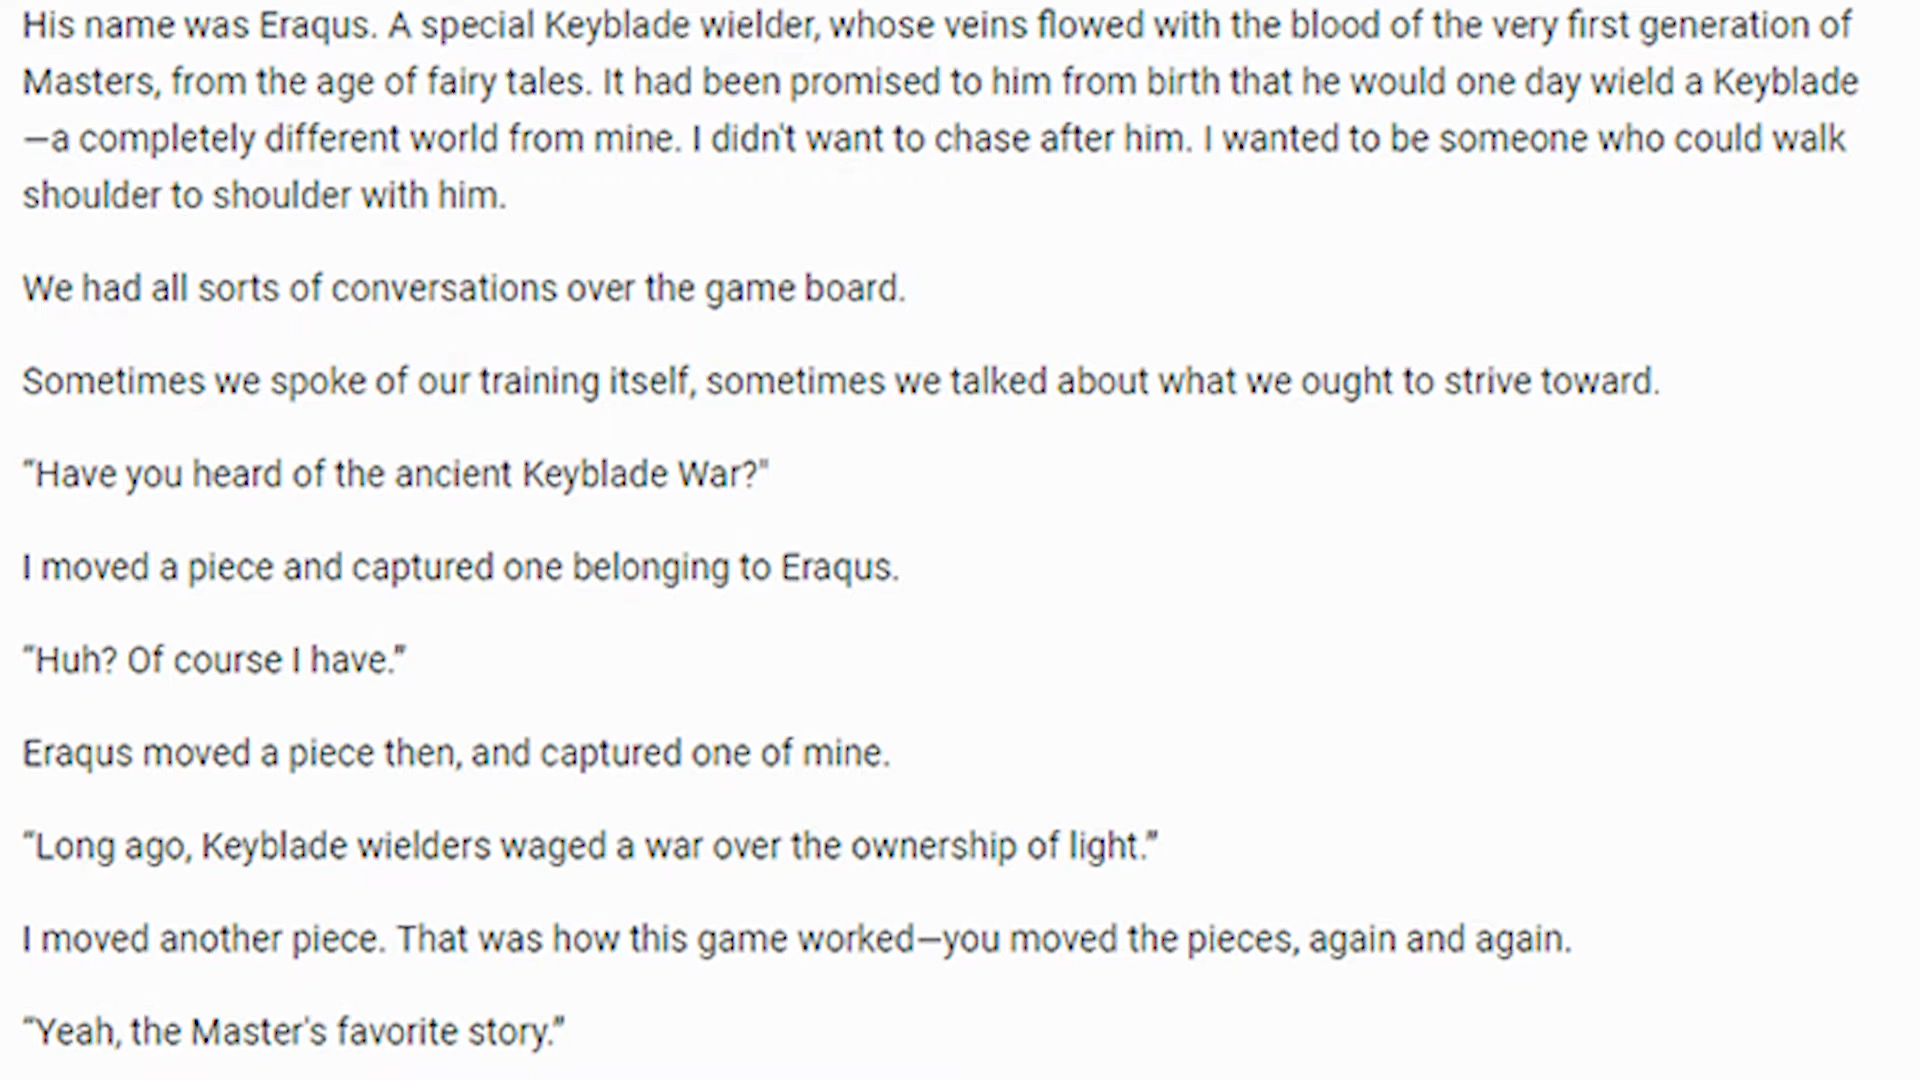 His name was Eraqus. A special Keyblade wielder, whose veins flowed with the blood of the very first generation of
Masters, from the age of fairy tales. It had been promised to him from birth that he would one day wield a Keyblade
—a completely different world from mine. I didn't want to chase after him. I wanted to be someone who could walk
shoulder to shoulder with him.
We had all sorts of conversations over the game board.
Sometimes we spoke of our training itself, sometimes we talked about what we ought to strive toward.
“Have you heard of the ancient Keyblade War?"
I moved a piece and captured one belonging to Eraqus.
“Huh? Of course I have.”
Eraqus moved a piece then, and captured one of mine.
“Long ago, Keyblade wielders waged a war over the ownership of light.”
I moved another piece. That was how this game worked—you moved the pieces, again and again.
“Yeah, the Master's favorite story.”